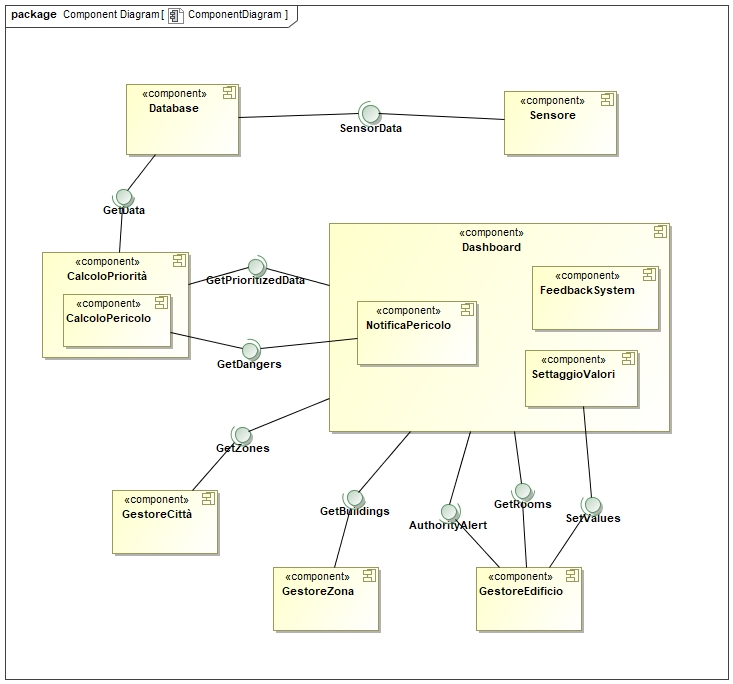 package Component Diagram [ ComponentDiagram ]
«component»
Database
«component»
Sensore
SensorData
GetData
«component»
Dashboard
«component»
CalcoloPriorità
«component»
CalcoloPericolo
GetPrioritizedData
«component»
FeedbackSystem
«component»
NotificaPericolo
GetDangers
«component»
SettaggioValori
GetZones
«component»
GestoreCittà
GetBuildings
AuthorityAlert
GetRooms
SetValues
«component»
GestoreZona
«component»
GestoreEdificio